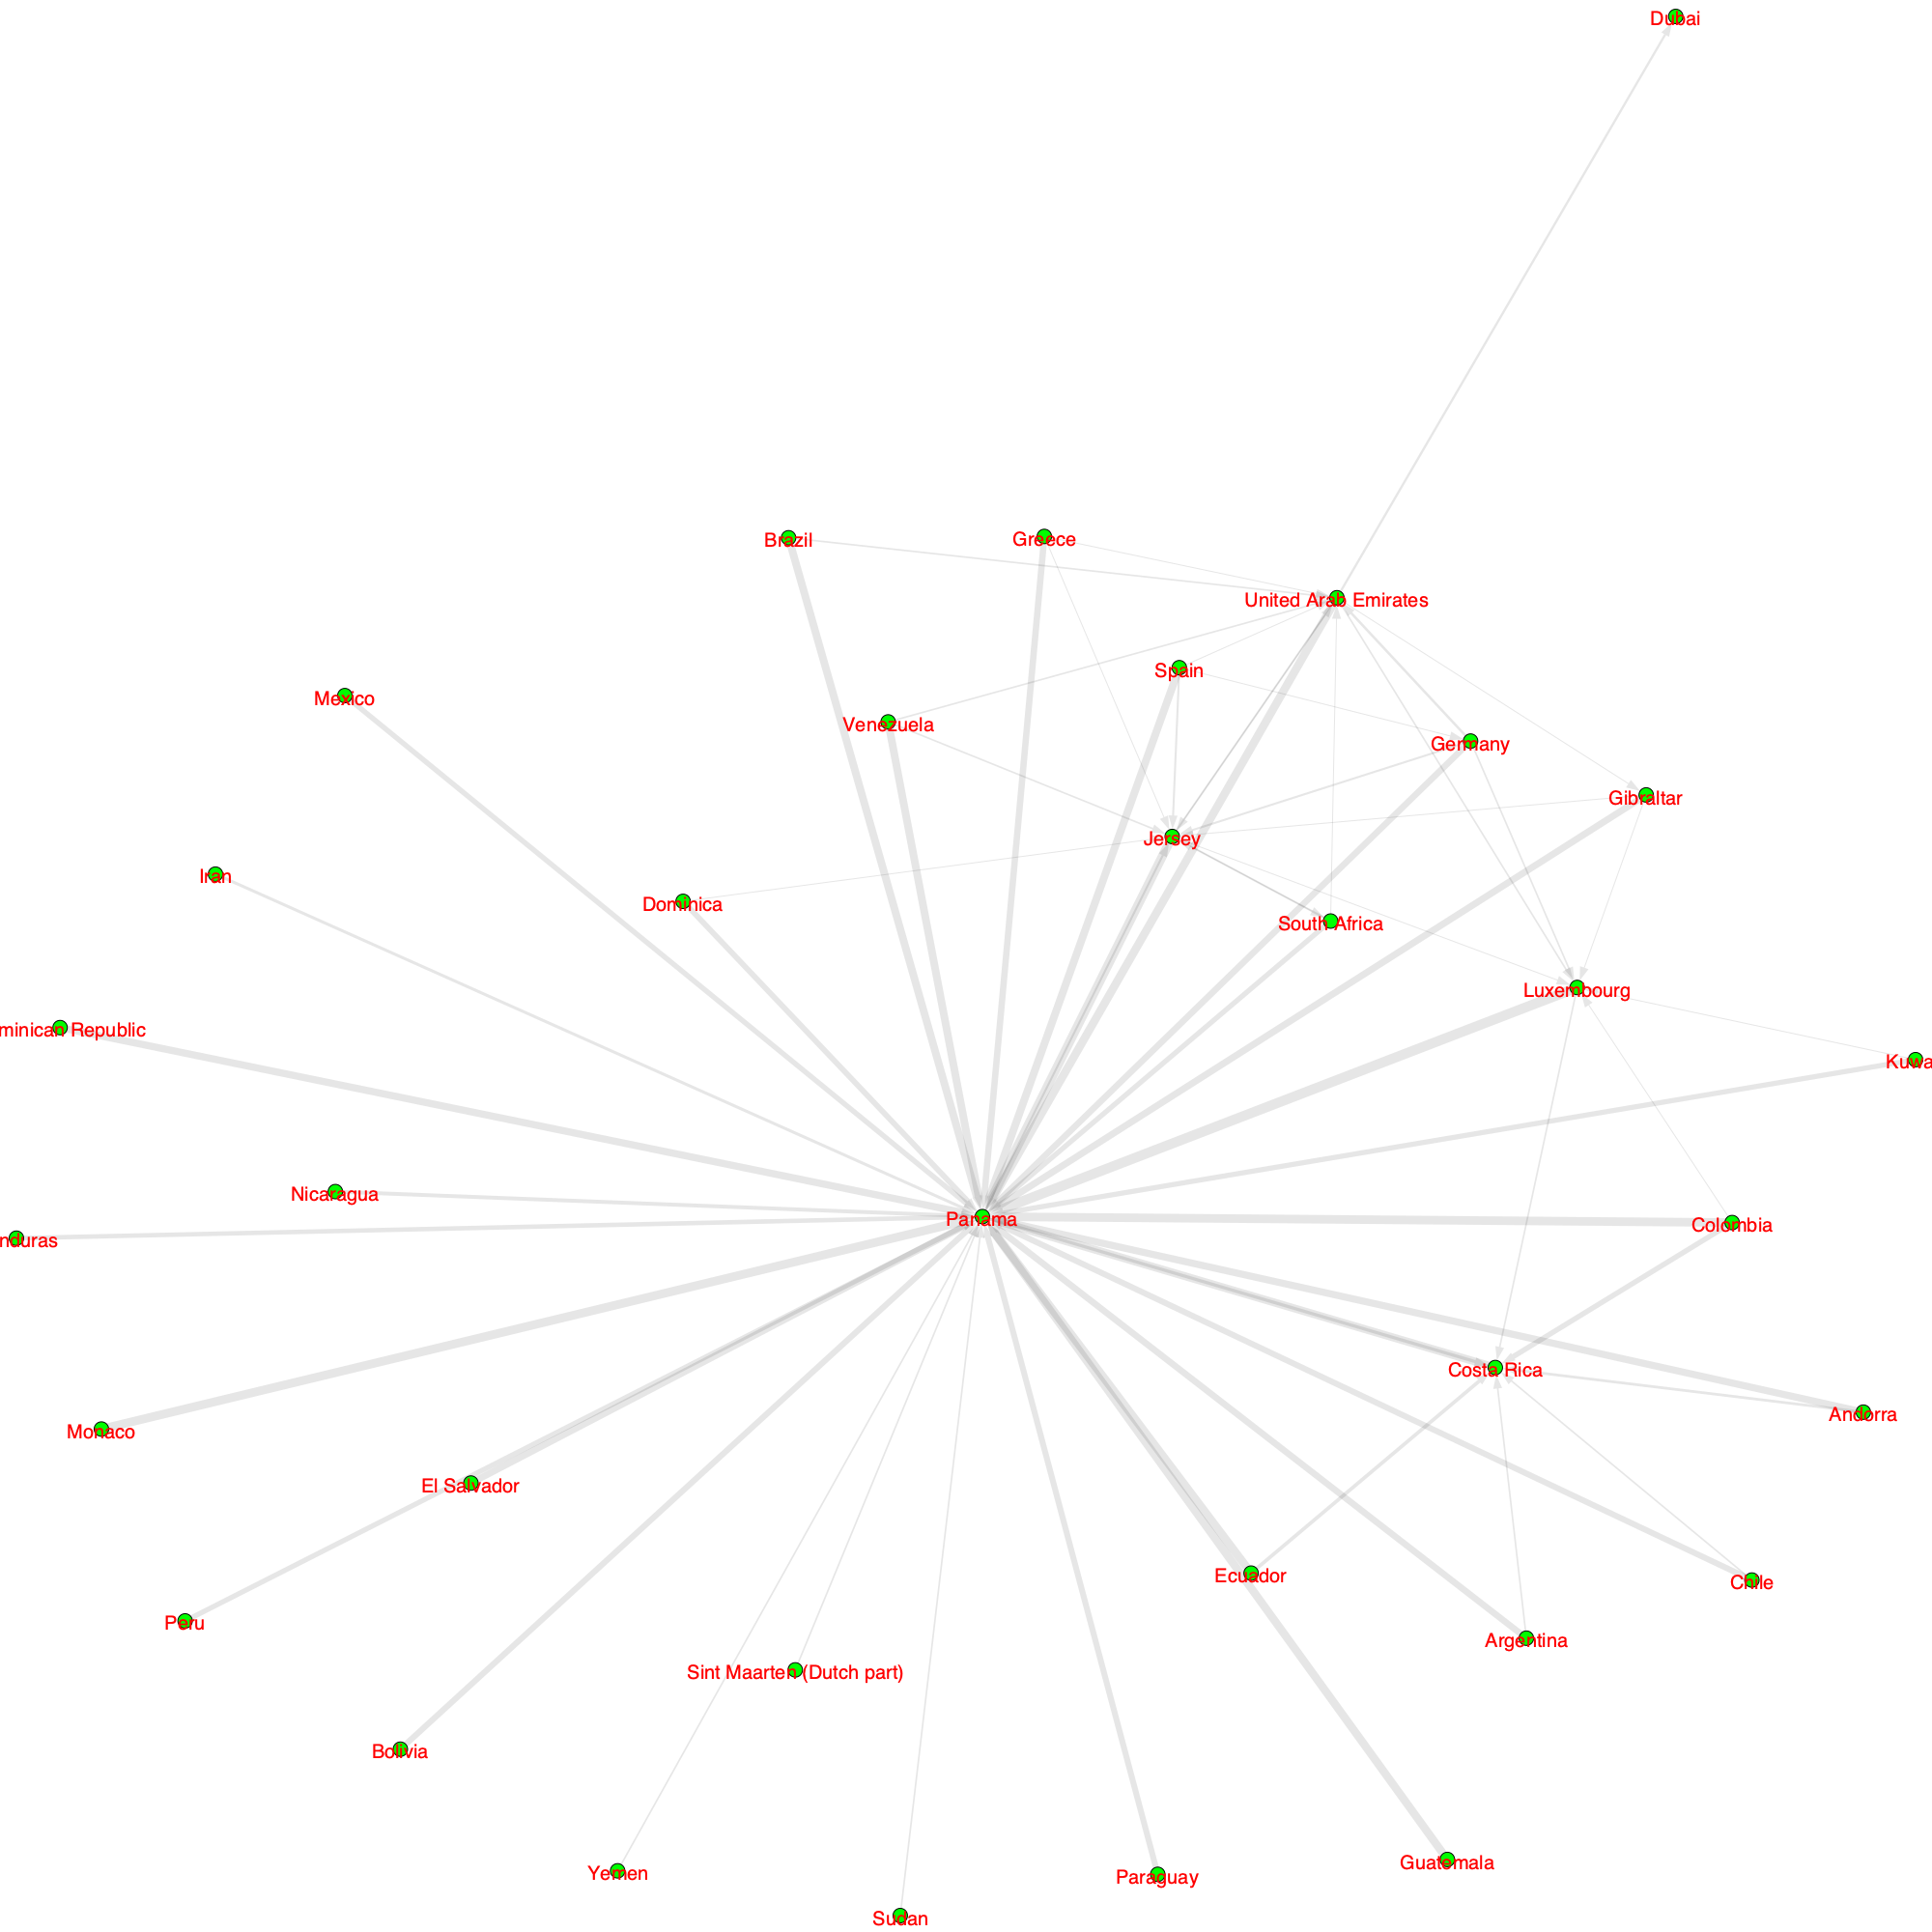 Dubai
Brazil
Greece
United Arab Emirates
Spain
Mexico
Venezuela
Germany
Gibraltar
Jersey
Iran
Dominica
South Africa
Luxembourg
minican Republic
Kuwa
Nicaragua
Panama
Colombia
nduras
Costa Rica
Andorra
Monaco
El Salvador
Ecuador
Chile
Peru
Argentina
Sint Maarten (Dutch part)
Bolivia
Guatemala
Yemen
Paraguay
Sudan